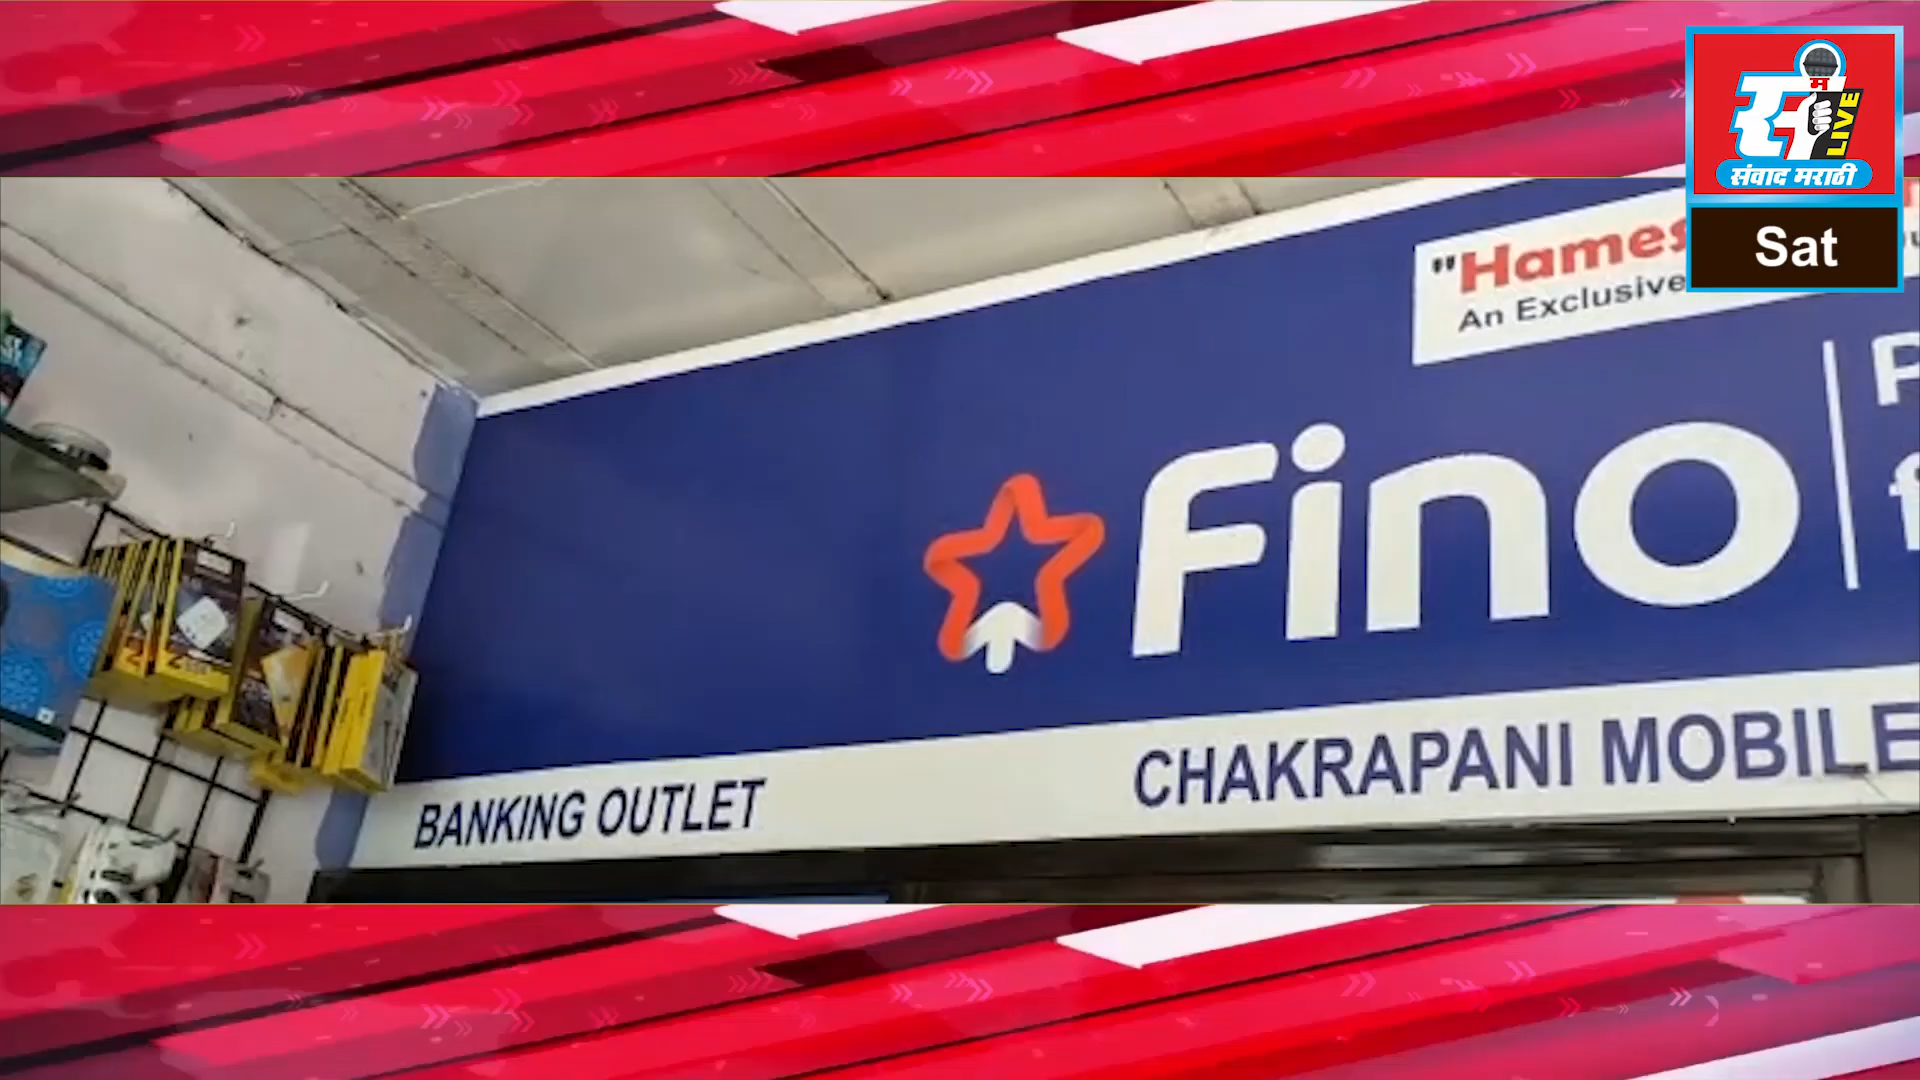 स म
LIVE
संवाद मराठी
Sat
"Hames
An Exclusive
Fino
BANKING OUTLET
CHAKRAPANI MOBILE